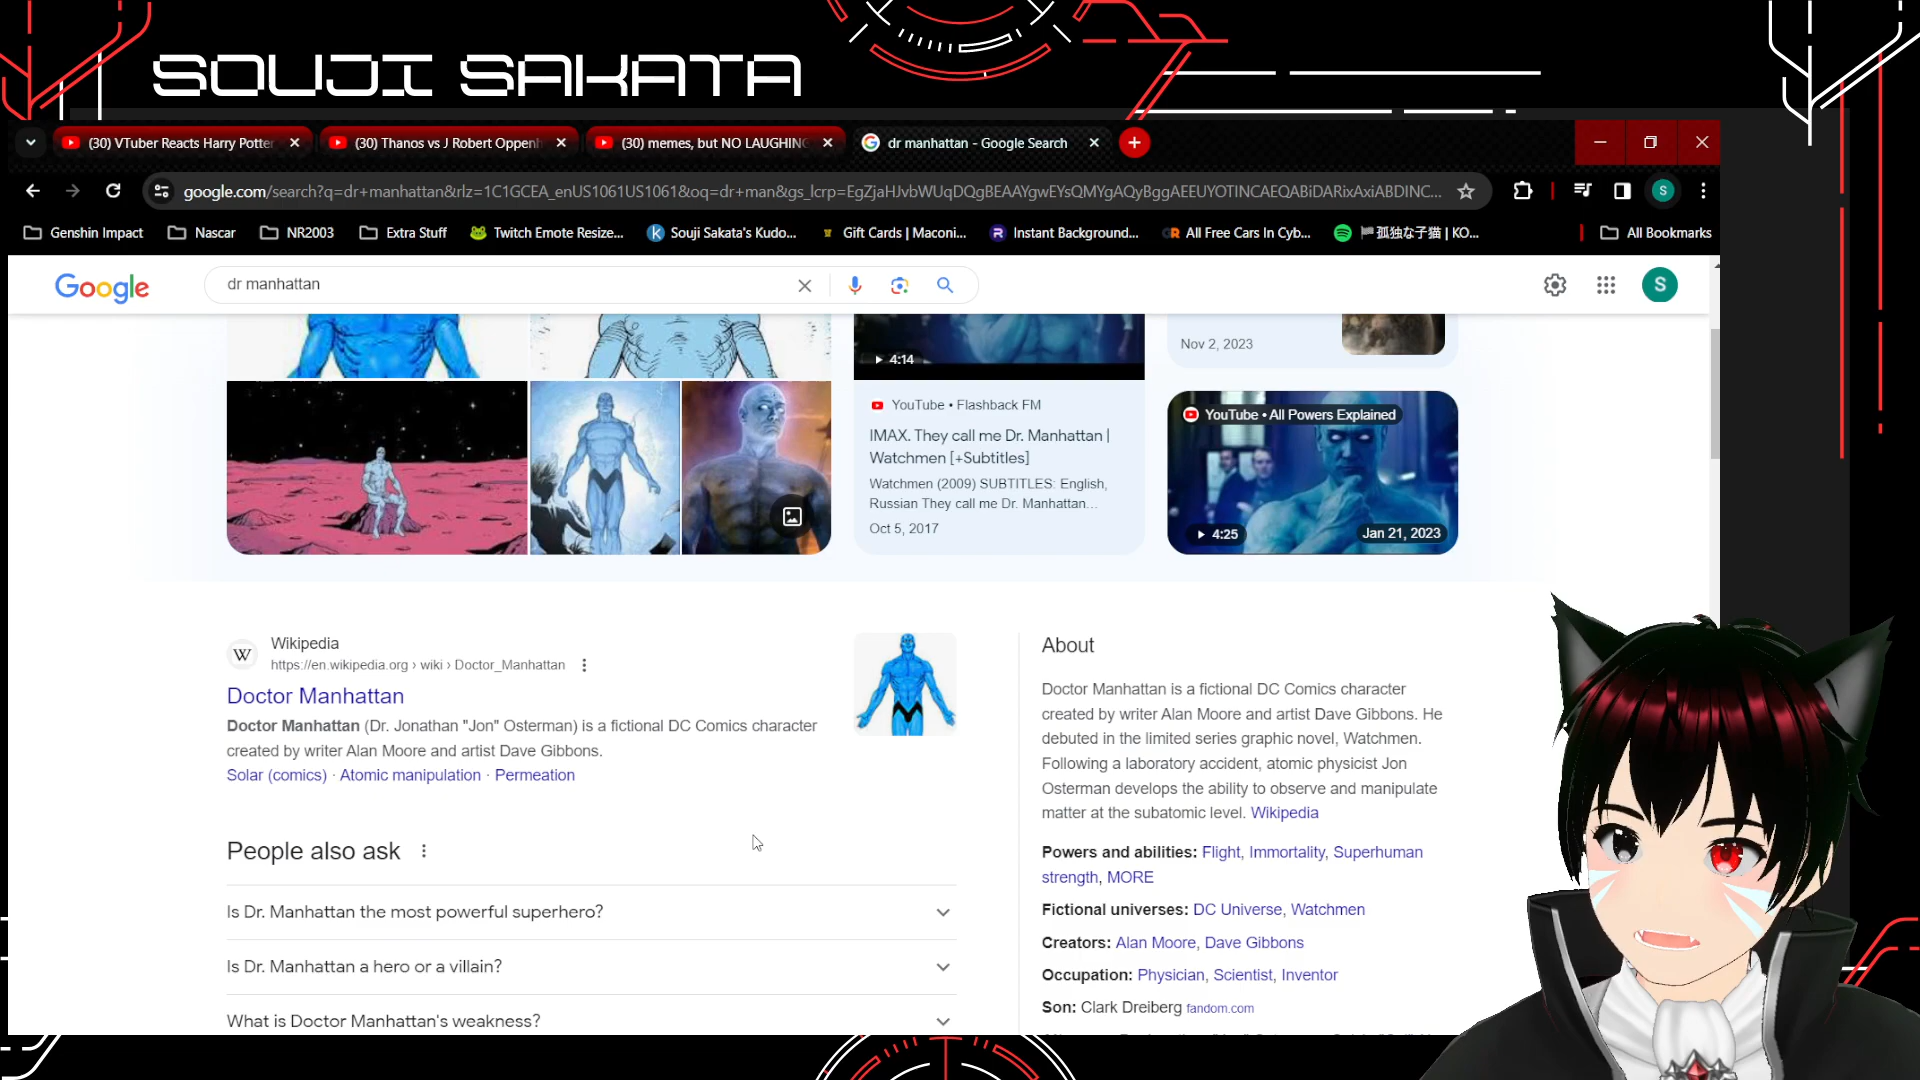 SOUJI SAKATA
(30) VTuber Reacts Harry Potter
(30) Thanos vs J Robert Oppenh
(30) memes, but NO LAUGHING
dr manhattan - Google Search
google.com/search?q=dr+manhattan&rlz=1C1GCEA_enUS1061US1061&oq=dr+man&gs_lcrp=EgZjaHJvbWUqDQgBEAAYgwEYsQMYgAQyBggAEEUYOTINCAEQABiDARixAxiABDINC...
S
Genshin Impact
Nascar
NR2003
Extra Stuff
Twitch Emote Resize...
Souji Sakata's Kudo...
Gift Cards | Maconi...
Instant Background...
All Free Cars In Cyb...
孤独な子猫 | KO...
All Bookmarks
Google
dr manhattan
S
4:14
Nov 2, 2023
YouTube • Flashback FM
IMAX. They call me Dr. Manhattan |
Watchmen [+Subtitles]
Watchmen (2009) SUBTITLES: English,
Russian They call me Dr. Manhattan...
Oct 5, 2017
YouTube • All Powers Explained
4:25
Jan 21, 2023
W
Wikipedia
https://en.wikipedia.org › wiki › Doctor_Manhattan
Doctor Manhattan
Doctor Manhattan (Dr. Jonathan "Jon" Osterman) is a fictional DC Comics character
created by writer Alan Moore and artist Dave Gibbons.
Solar (comics) · Atomic manipulation · Permeation
People also ask
Is Dr. Manhattan the most powerful superhero?
Is Dr. Manhattan a hero or a villain?
What is Doctor Manhattan's weakness?
About
Doctor Manhattan is a fictional DC Comics character
created by writer Alan Moore and artist Dave Gibbons. He
debuted in the limited series graphic novel, Watchmen.
Following a laboratory accident, atomic physicist Jon
Osterman develops the ability to observe and manipulate
matter at the subatomic level. Wikipedia
Powers and abilities: Flight, Immortality, Superhuman
strength, MORE
Fictional universes: DC Universe, Watchmen
Creators: Alan Moore, Dave Gibbons
Occupation: Physician, Scientist, Inventor
Son: Clark Dreiberg fandom.com